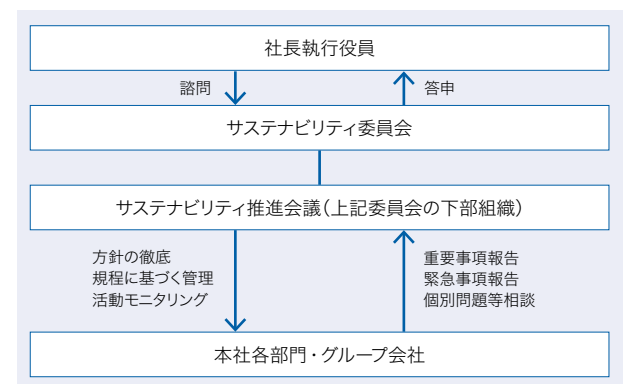 社長執行役員
諮問
答申
サステナビリティ委員会
サステナビリティ推進会議（上記委員会の下部組織）
方針の徹底
規程に基づく管理
活動モニタリング
重要事項報告
緊急事項報告
個別問題等相談
本社各部門・グループ会社